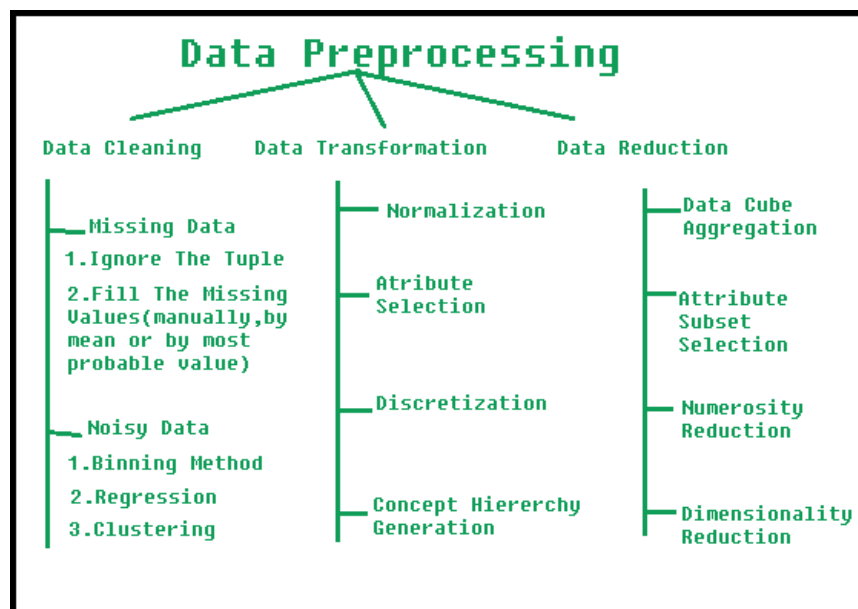 Data Preprocessing
Data Cleaning
Missing Data
1.Ignore The Tuple
2.Fill The Missing
Values(manually,by
mean or by most
probable value)
Noisy Data
1.Binning Method
2.Regression
3.Clustering
Data Transformation
Normalization
Atribute
Selection
Discretization
Concept Hiererchy
Generation
Data Reduction
Data Cube
Aggregation
Attribute
Subset
Selection
Numerosity
Reduction
Dimensionality
Reduction